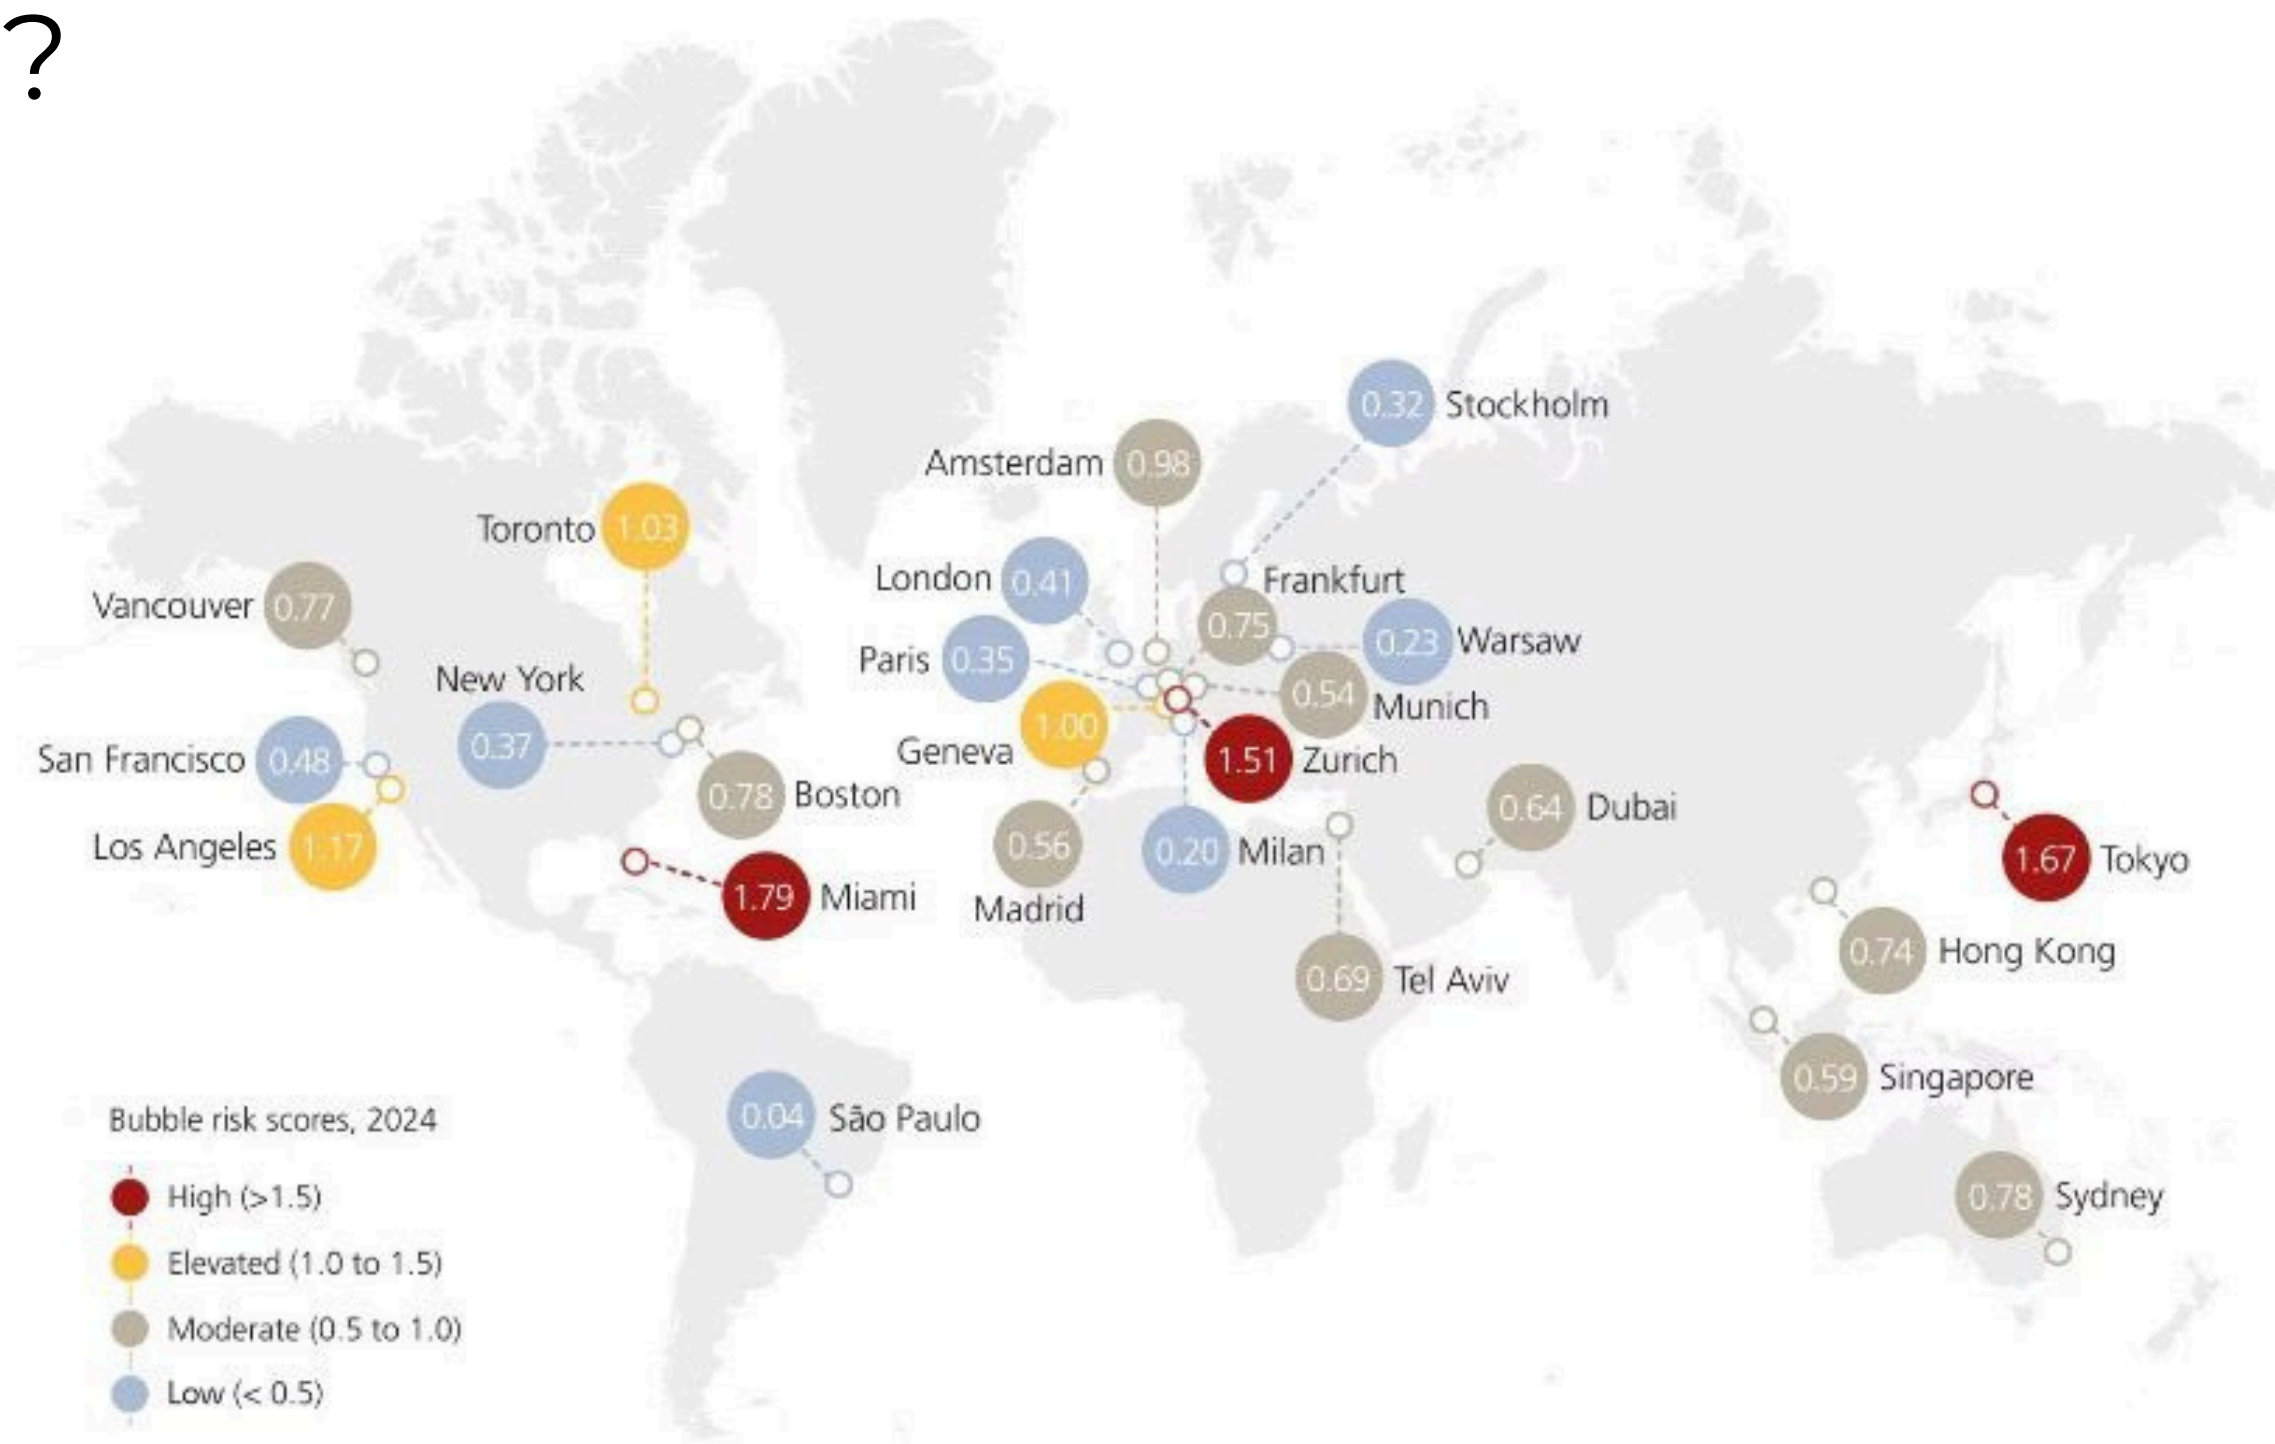 ?
0.32 Stockholm
Amsterdam 0.98
Toronto 1.03
London 0.41
Frankfurt
0.75
Vancouver 0.77
0.23 Warsaw
Paris 0.35
New York
0.37
0.54
Munich
1.00
Geneva
San Francisco 0.48
1.51 Zurich
0.78 Boston
0.64 Dubai
Los Angeles 1.17
0.56
Madrid
0.20 Milan
1.67 Tokyo
1.79 Miami
0.74 Hong Kong
0.69 Tel Aviv
0.59 Singapore
0.04 São Paulo
0.78 Sydney
Bubble risk scores, 2024
High (>1.5)
Elevated (1.0 to 1.5)
Moderate (0.5 to 1.0)
Low (< 0.5)